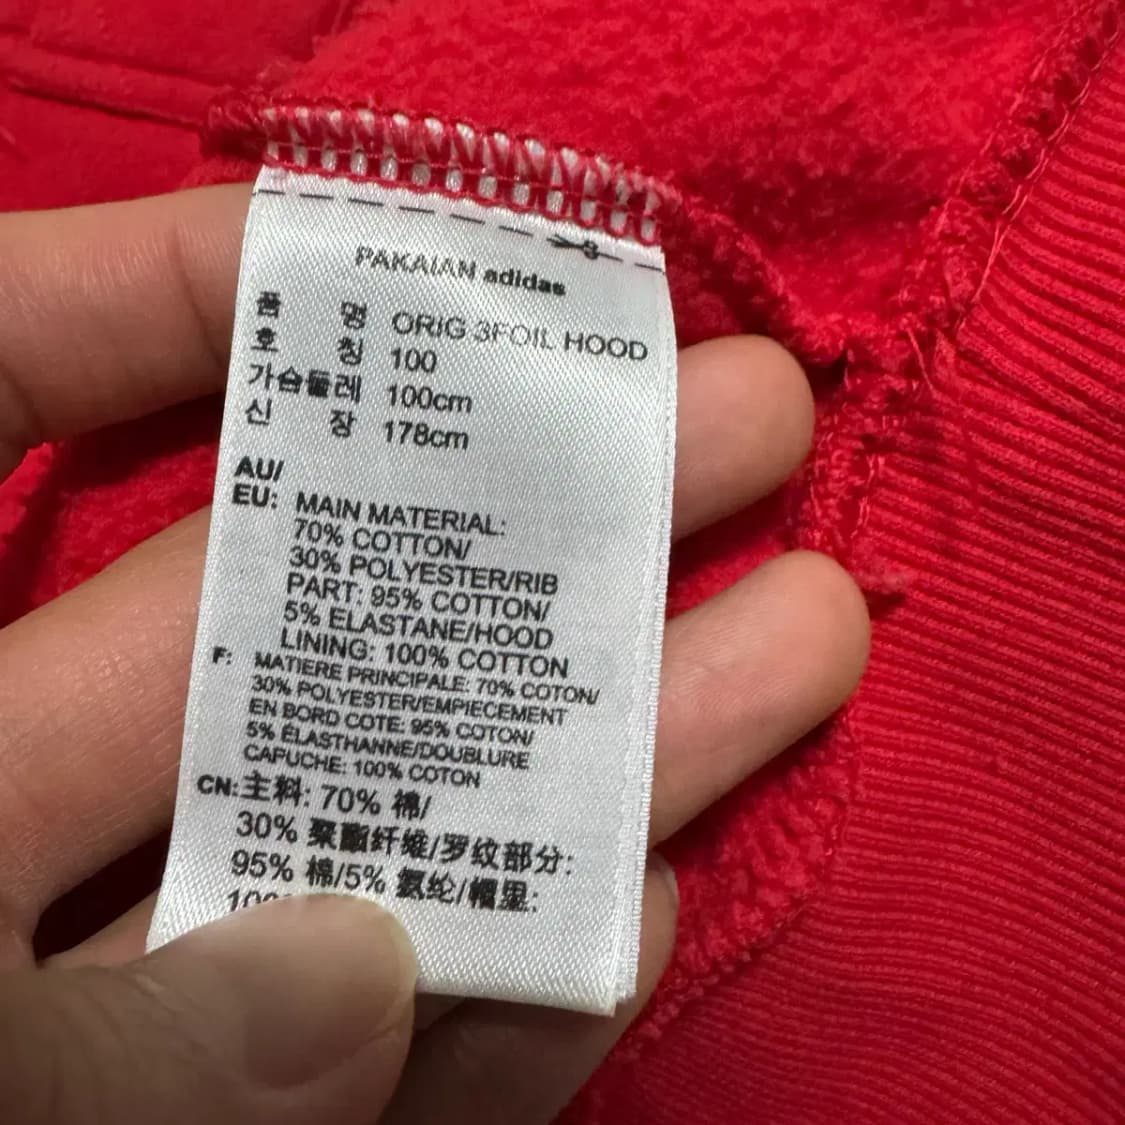 PAKAIAN adidas
품 명 ORIG 3FOIL HOOD
호 칭 100
가슴둘레 100cm
신 장 178cm
AU/
EU: MAIN MATERIAL:
70% COTTON/
30% POLYESTER/RIB
PART: 95% COTTON/
5% ELASTANE/HOOD
LINING: 100% COTTON
F: MATIERE PRINCIPALE: 70% COTON/
30% POLYESTER/EMPIECEMENT
EN BORD COTE: 95% COTON/
5% ELASTHANNE/DOUBLURE
CAPUCHE: 100% COTON
CN:主料: 70% 棉/
30% 聚酯纤维/罗纹部分:
95% 棉/5% 氨纶/帽里: